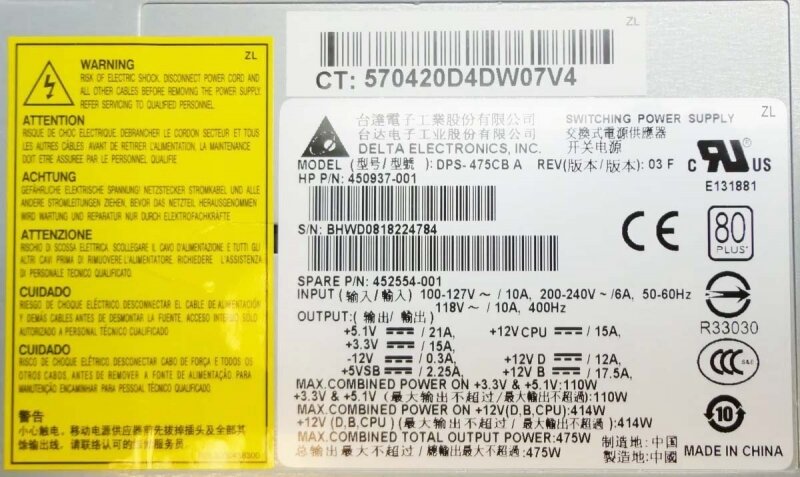 ZL
WARNING
RISK OF ELECTRIC SHOCK. DISCONNECT POWER CORD AND
ALL OTHER CABLES BEFORE REMOVING THE POWER SUPPLY.
REFER SERVICING TO QUALIFIED PERSONNEL.
ATTENTION
RISQUE DE CHOC ELECTRIQUE. DEBRANCHER LE CORDON SECTEUR ET TOUS
LES AUTRES CÂBLES AVANT DE RETIRER L'ALIMENTATION. LA MAINTENANCE
DOIT ETRE ASSUREE PAR LE PERSONNEL QUALIFIE
ACHTUNG
GEFÄHRLICHE ELEKTRISCHE SPANNUNG! NETZSTECKER STROMKABEL UND ALLE
ANDERE STROMLEITUNGEN ZIEHEN, BEVOR DAS NETZTEIL HERAUSGENOMMEN
WIRD WARTUNG UND REPARATUR NUR DURCH ELEKTROFACHKRÄFTE
ATTENZIONE
RISCHIO DI SCOSSA ELETTRICA. SCOLLEGARE IL CAVO DI ALIMENTAZIONE E TUTTI GLI
ALTRI CAVI PRIMA DI RIMUOVERE L'ALIMENTATORE. RICHIEDERE L'ASSISTENZA
DI PERSONALE TECNICO QUALIFICATO.
CUIDADO
RIESGO DE CHOQUE ELÉCTRICO. DESCONNECTAR EL CABLE DE ALIMENTACIÓN
Y DEMÁS CABLES ANTES DE DESMONTAR LA FUENTE. ACCESO INTERNO SÓLO
AUTORIZADO A PERSONAL TÉCNICO CUALIFICADO.
CUIDADO
RISCO DE CHOQUE ELÉCTRICO. DESCONECTAR CABO DE FORÇA E TODOS OS
OUTROS CABOS, ANTES DE REMOVER A FONTE DE ALIMENTAÇÃO. PARA
MANUTENÇÃO ENCAMINHAR PARA PESSOAL TÉCNICO QUALIFICADO.
警告
小心触电，移动电源供应器前先拔掉插头及全部其
馀输出线，请联络认可的维修人员
ZL
CT: 570420D4DW07V4
ZL
台達電子工業股份有限公司
台达电子工业股份有限公司
DELTA ELECTRONICS, INC.
SWITCHING POWER SUPPLY
交換式電源供應器
开关电源
MODEL (型号/型號): DPS-475CB A REV(版本/版本): 03 F
HP P/N: 450937-001
S/N: BHWD0818224784
SPARE P/N: 452554-001
c RU US
E131881
CE
80
PLUS
R33030
CCC S&E
10
INPUT (输入/輸入) 100-127V~ / 10A, 200-240V~ /6A, 50-60Hz
118V~ / 10A, 400Hz
OUTPUT: (输出/輸出)
+5.1V / 21A, +12V CPU / 15A,
+3.3V / 15A,
-12V / 0.3A, +12V D / 12A,
+5VSB / 2.25A, +12V B / 17.5A,
MAX.COMBINED POWER ON +3.3V & +5.1V:110W
+3.3V & +5.1V (最大输出不超过/最大輸出不超過):110W
MAX.COMBINED POWER ON +12V(D,B,CPU):414W
+12V (D,B,CPU) (最大输出不超过/最大輸出不超過):414W
MAX.COMBINED TOTAL OUTPUT POWER:475W
总输出最大不超过/總輸出最大不超過:475W
制造地: 中国
製造地: 中國
MADE IN CHINA